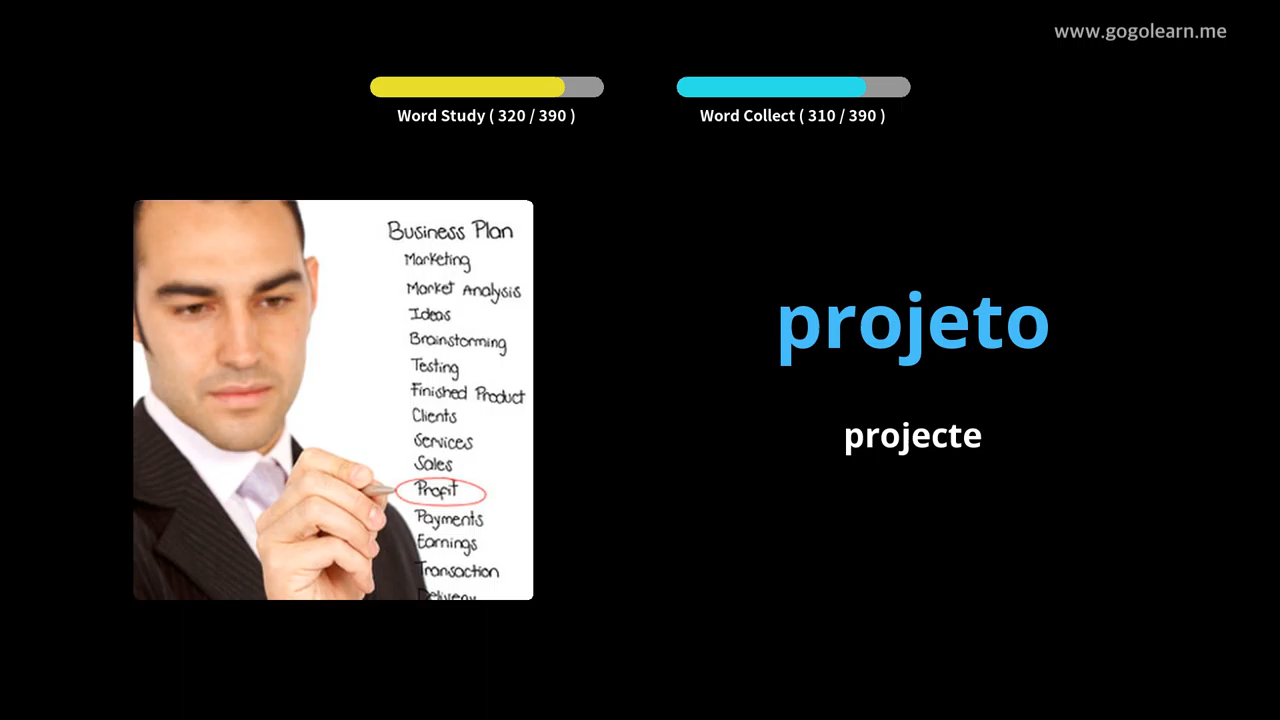 www.gogolearn.me
Word Study ( 320 / 390 )
Word Collect ( 310 / 390 )
Business Plan
Marketing
Market Analysis
Ideas
Brainstorming
Testing
Finished Product
Clients
Services
Sales
Profit
Payments
Earnings
Transaction
Delivery
projeto
projecte